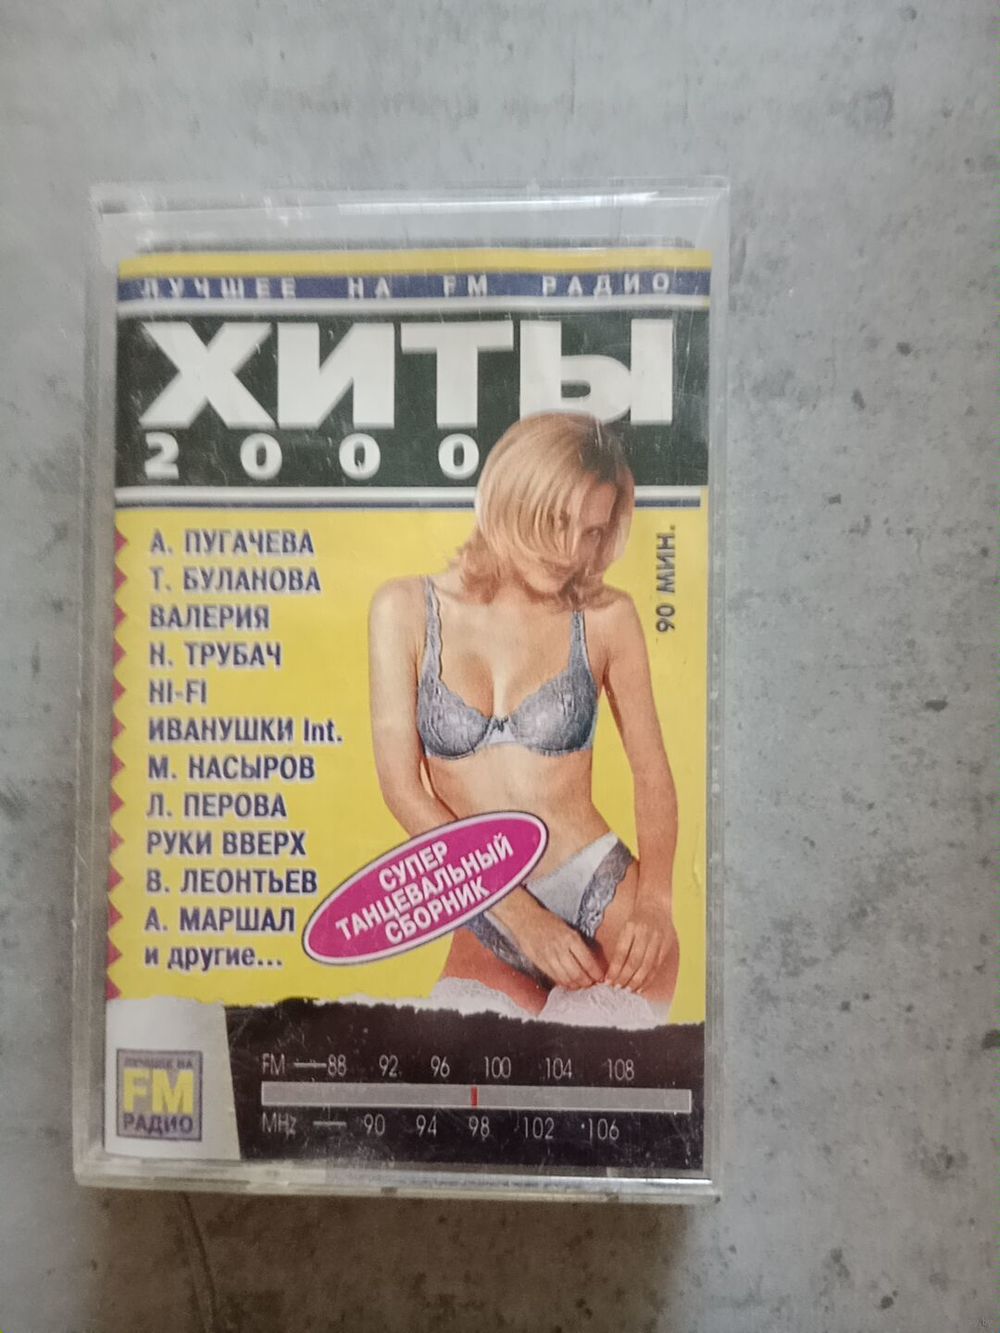 ЛУЧШЕЕ НА FM РАДИО
ХИТЫ
2000
90 МИН.
А. ПУГАЧЕВА
Т. БУЛАНОВА
ВАЛЕРИЯ
Н. ТРУБАЧ
HI-FI
ИВАНУШКИ Int.
М. НАСЫРОВ
Л. ПЕРОВА
РУКИ ВВЕРХ
В. ЛЕОНТЬЕВ
А. МАРШАЛ
и другие...
СУПЕР
ТАНЦЕВАЛЬНЫЙ
СБОРНИК
ЛУЧШЕЕ НА
FM
РАДИО
FM — 88 92 96 100 104 108
MHz — 90 94 98 102 106